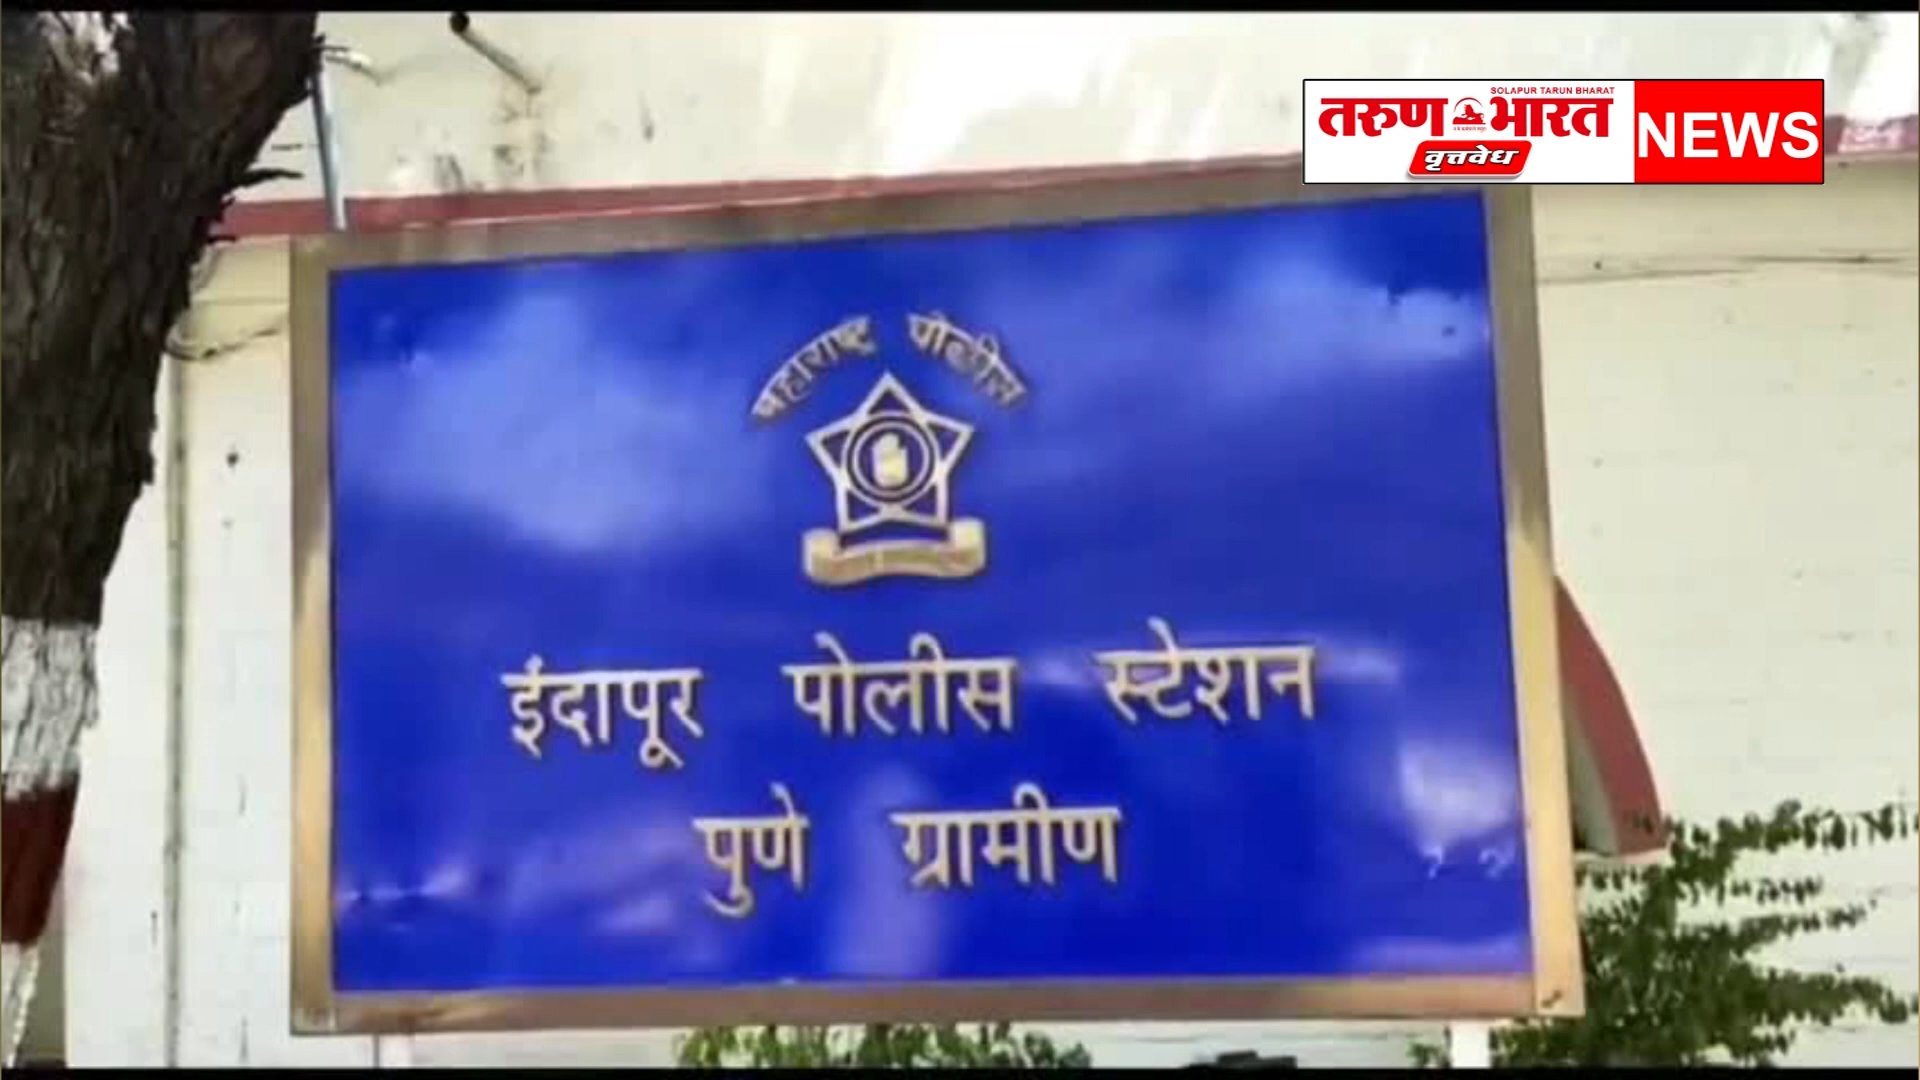 SOLAPUR TARUN BHARAT
तरुण भारत NEWS
वृत्तवेध
महाराष्ट्र पोलीस
इंदापूर पोलीस स्टेशन
पुणे ग्रामीण